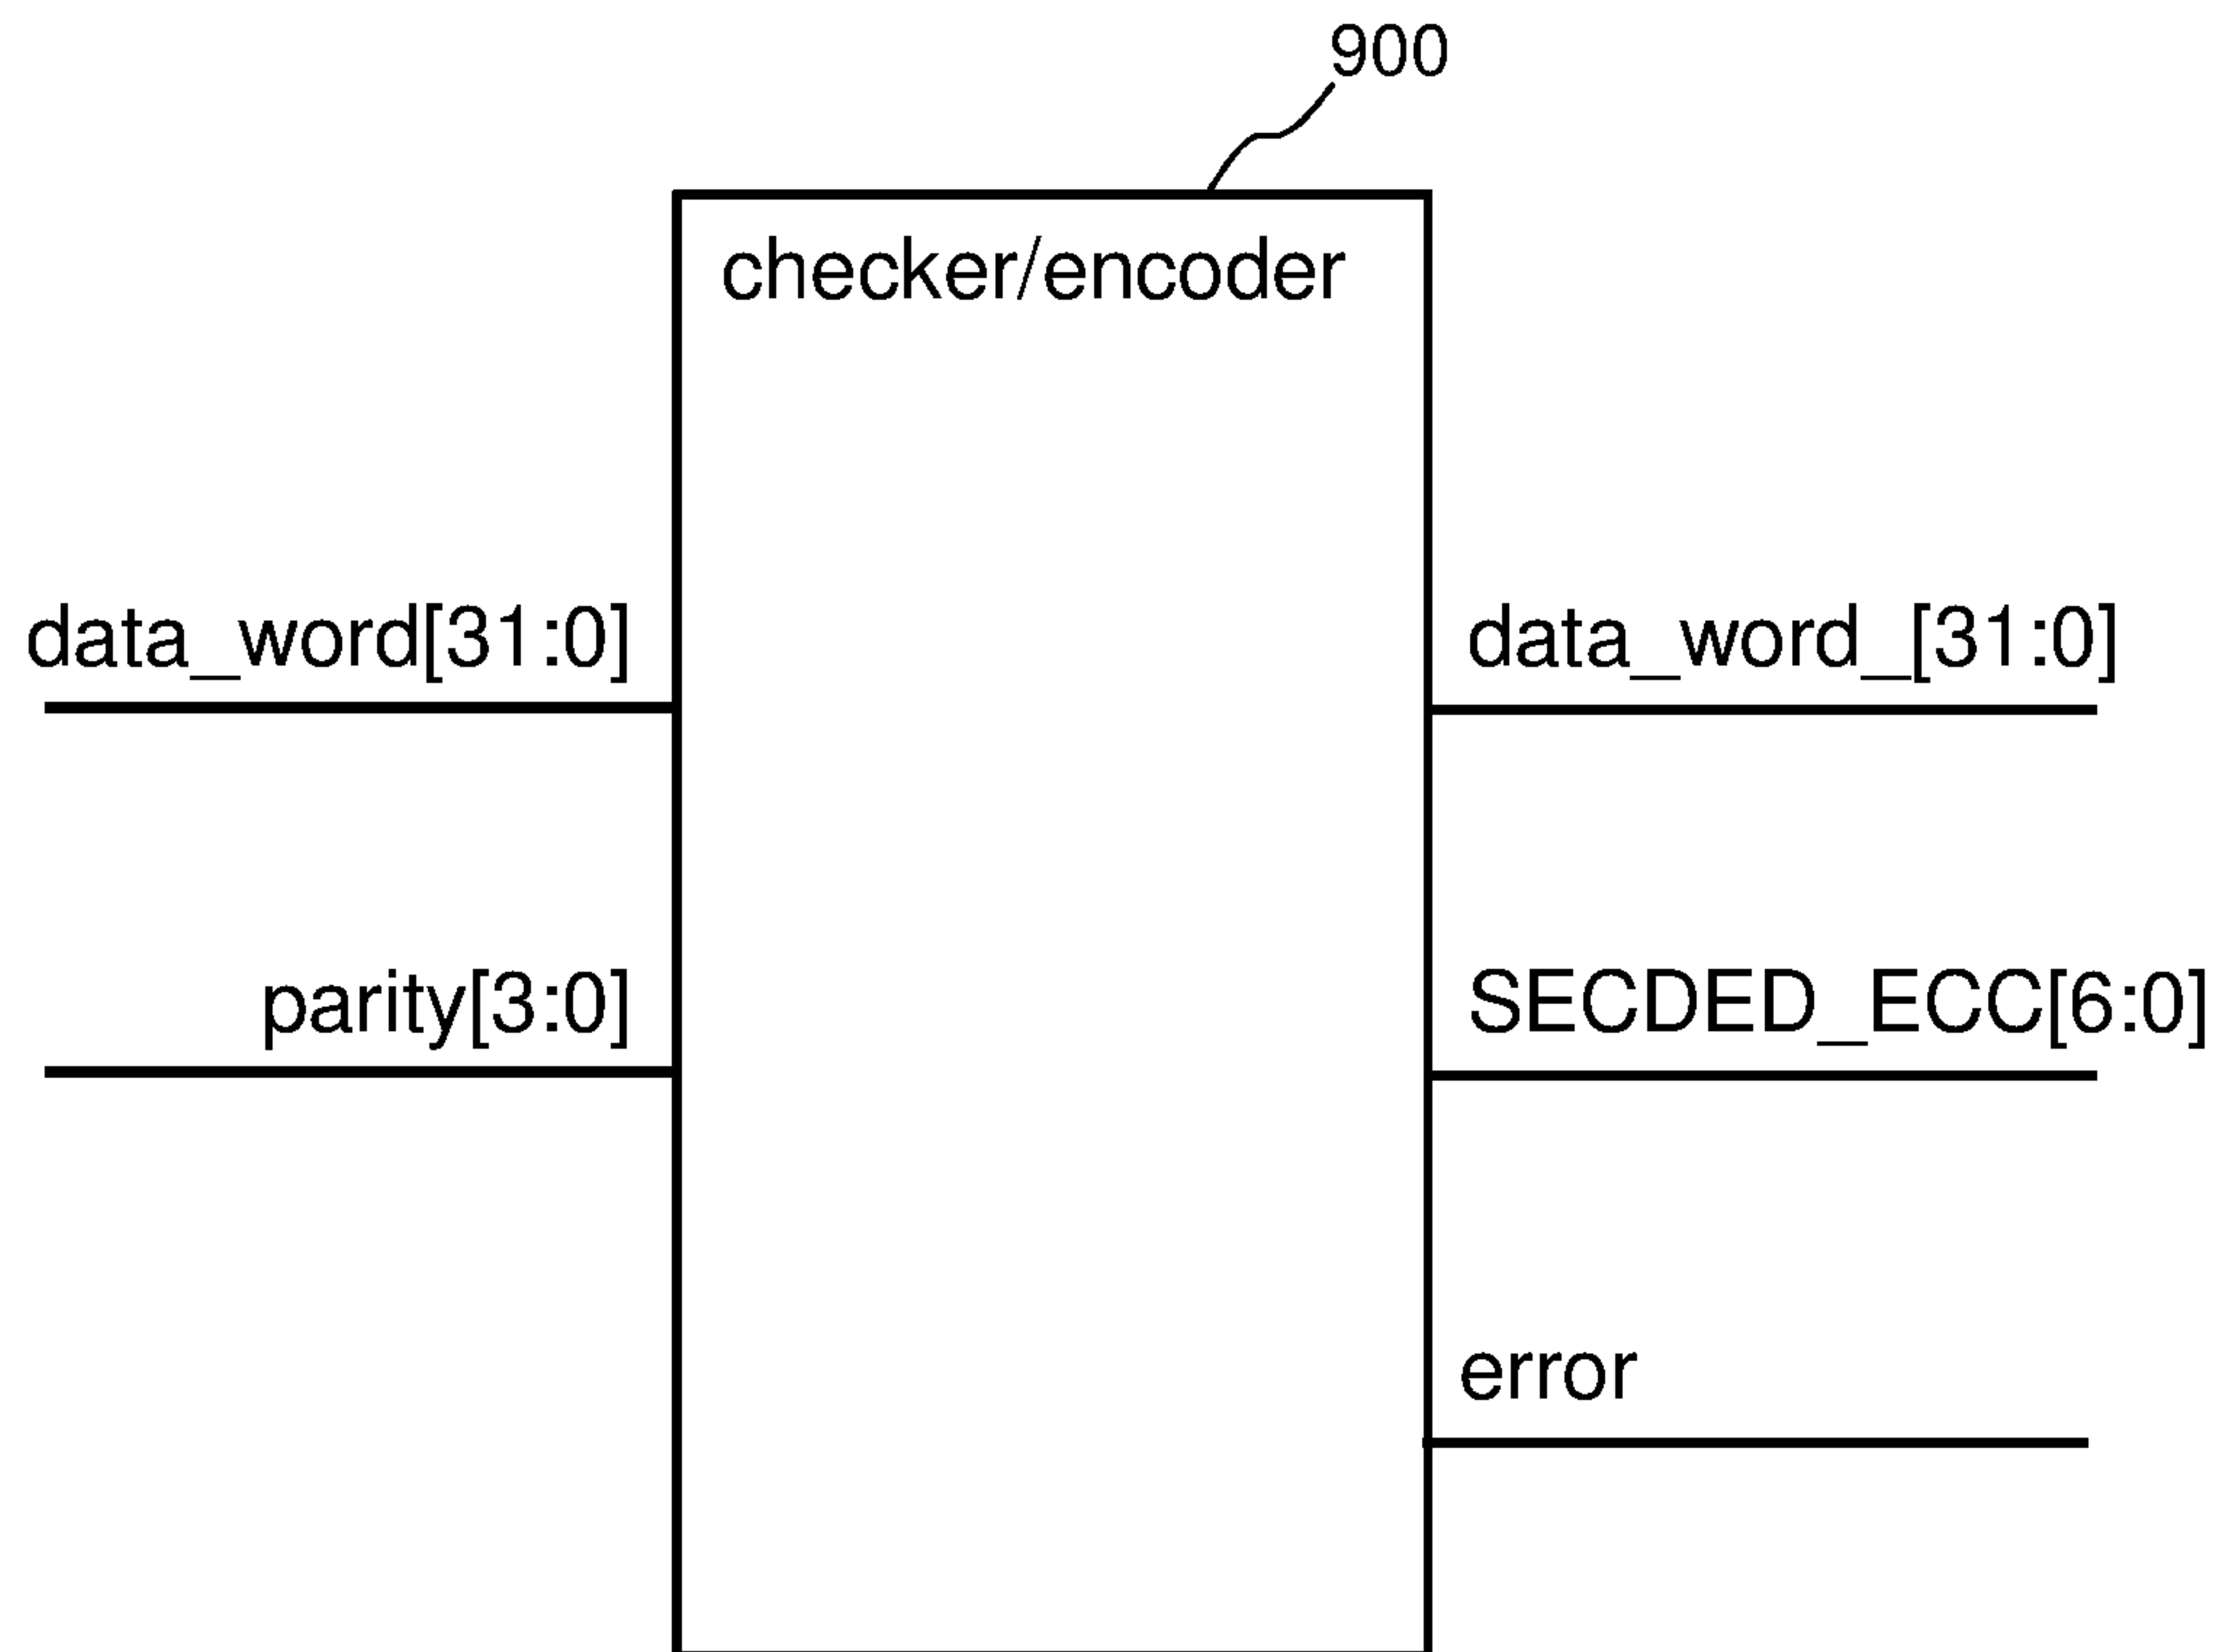 900
checker/encoder
data_word[31:0]
data_word_[31:0]
parity[3:0]
SECDED_ECC[6:0]
error